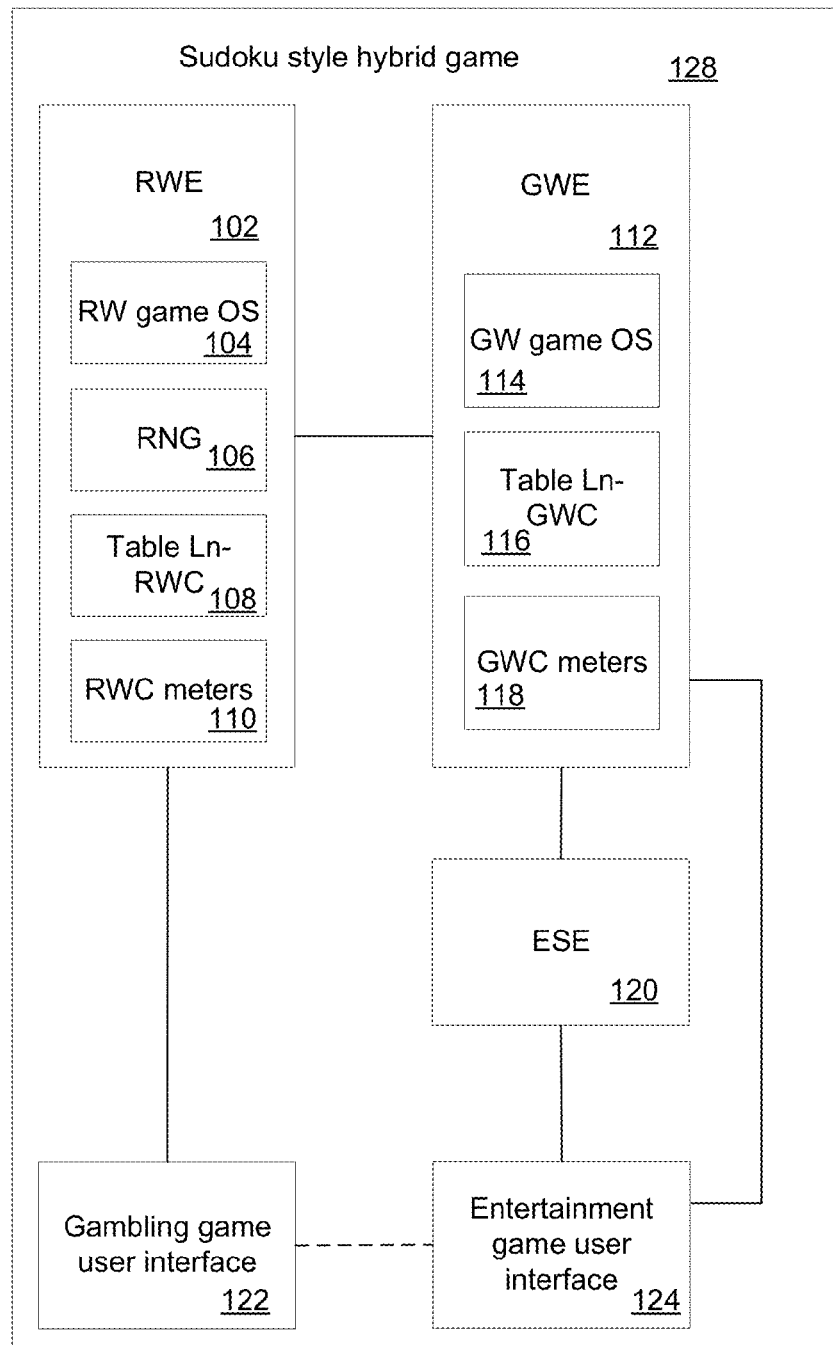 Sudoku style hybrid game
128
RWE
102
RW game OS
104
RNG
106
Table Ln-
RWC
108
RWC meters
110
GWE
112
GW game OS
114
Table Ln-
GWC
116
GWC meters
118
ESE
120
Gambling game
user interface
122
Entertainment
game user
interface
124